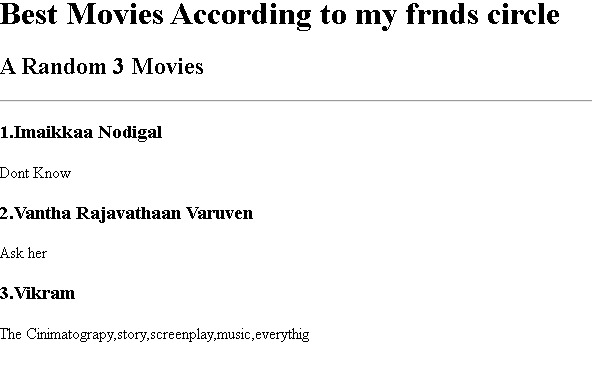 Best Movies According to my frnds circle
A Random 3 Movies
1.Imaikkaa Nodigal
Dont Know
2.Vantha Rajavathaan Varuven
Ask her
3.Vikram
The Cinimatograpy,story,screenplay,music,everythig